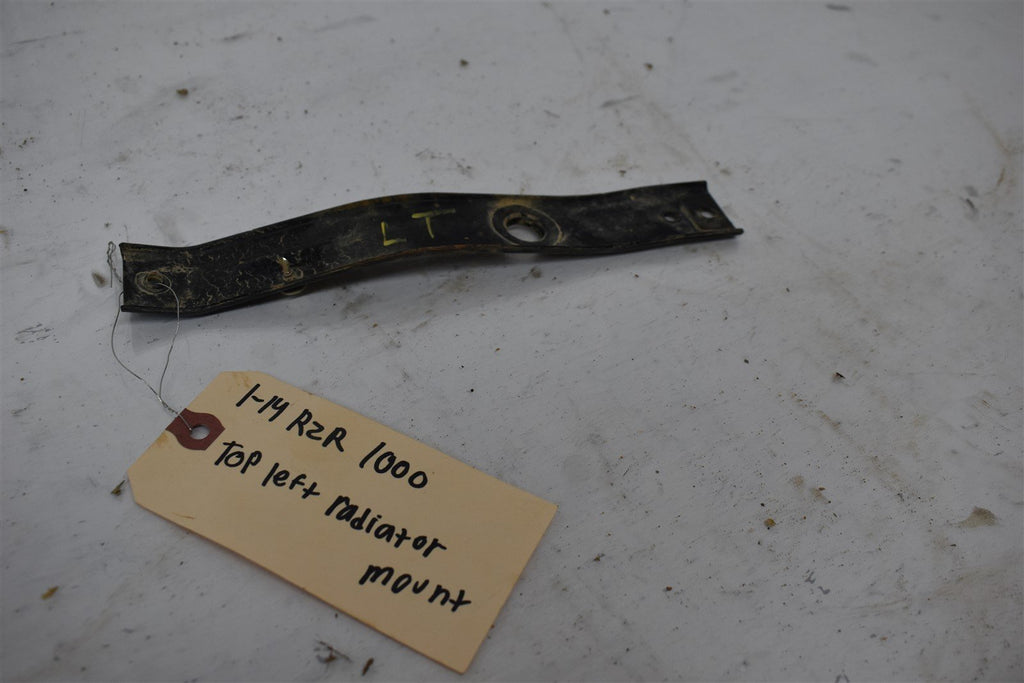 LT
1-14 RZR 1000
TOP left radiator
mount